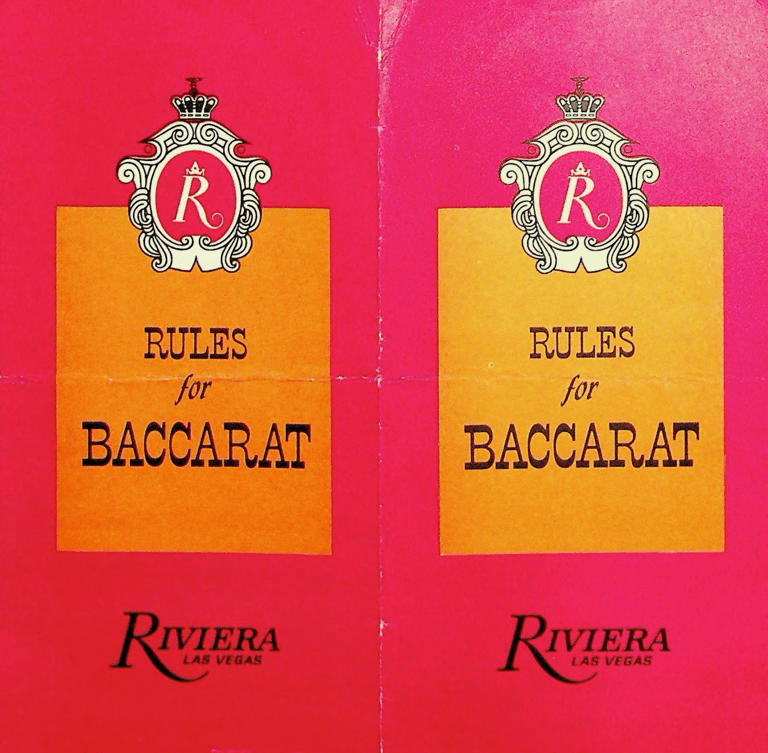 R
RULES
for
BACCARAT
RIVIERA
LAS VEGAS
R
RULES
for
BACCARAT
RIVIERA
LAS VEGAS